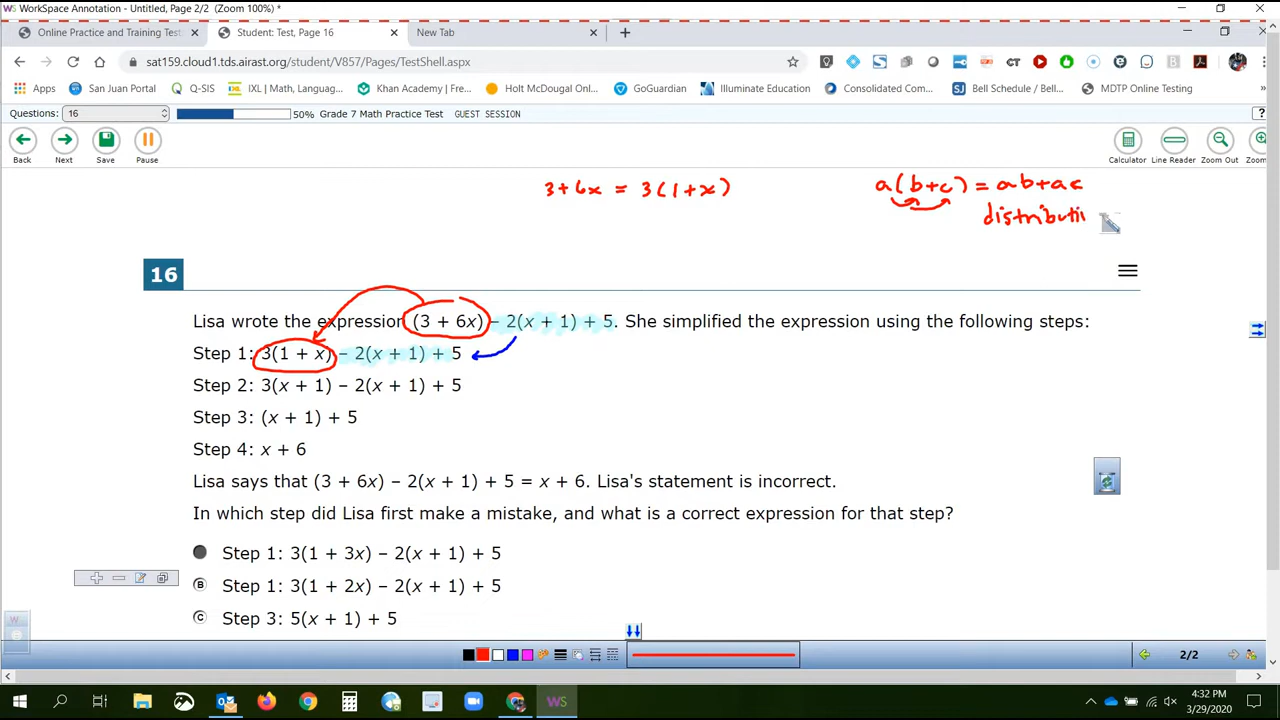 WorkSpace Annotation - Untitled, Page 2/2 (Zoom 100%) *
Online Practice and Training Test
Student: Test, Page 16
New Tab
sat159.cloud1.tds.airast.org/student/V857/Pages/TestShell.aspx
Apps San Juan Portal Q-SIS IXL | Math, Languag... Khan Academy | Fre... Holt McDougal Onl... GoGuardian Illuminate Education Consolidated Comm... Bell Schedule / Bell... MDTP Online Testing
Questions: 16 50% Grade 7 Math Practice Test GUEST SESSION
Back Next Save Pause Calculator Line Reader Zoom Out Zoom
3+6x = 3(1+x) a(b+c) = ab+ac
distributi
16
Lisa wrote the expression (3 + 6x) – 2(x + 1) + 5. She simplified the expression using the following steps:
Step 1: 3(1 + x) – 2(x + 1) + 5
Step 2: 3(x + 1) – 2(x + 1) + 5
Step 3: (x + 1) + 5
Step 4: x + 6
Lisa says that (3 + 6x) – 2(x + 1) + 5 = x + 6. Lisa's statement is incorrect.
In which step did Lisa first make a mistake, and what is a correct expression for that step?
Step 1: 3(1 + 3x) – 2(x + 1) + 5
B Step 1: 3(1 + 2x) – 2(x + 1) + 5
C Step 3: 5(x + 1) + 5
2/2
4:32 PM
3/29/2020